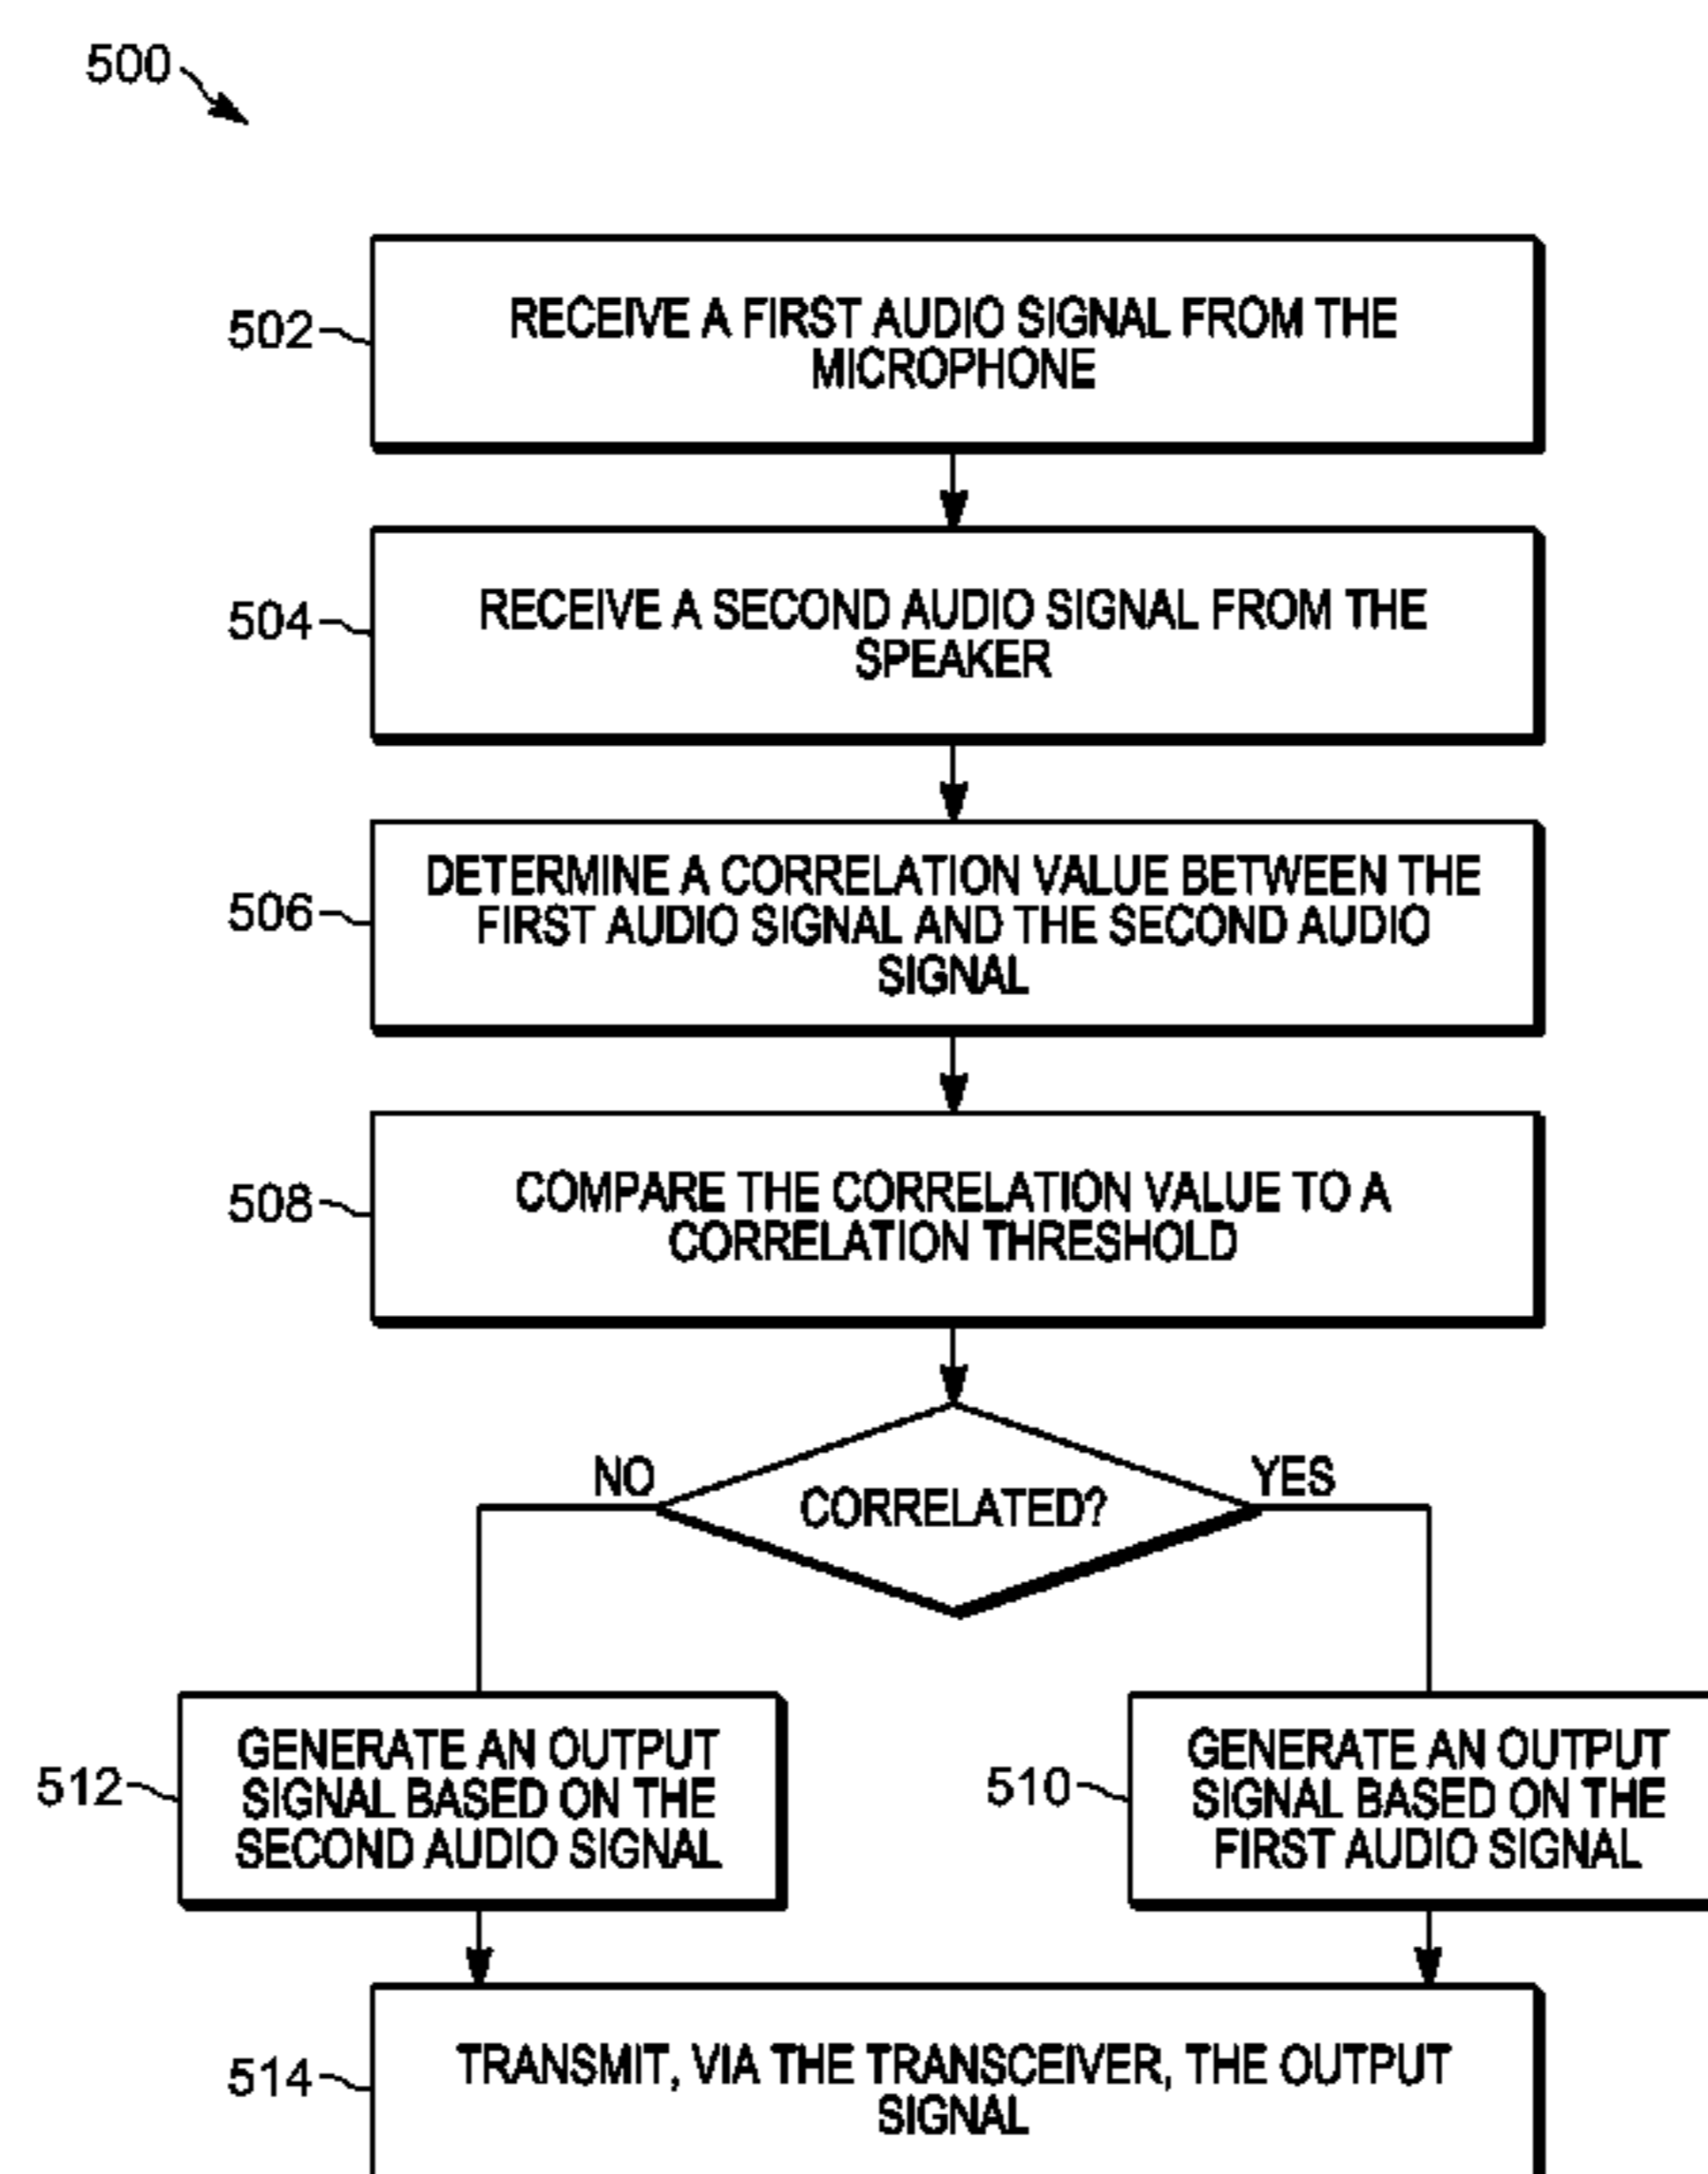 500
502
RECEIVE A FIRST AUDIO SIGNAL FROM THE
MICROPHONE
504
RECEIVE A SECOND AUDIO SIGNAL FROM THE
SPEAKER
506
DETERMINE A CORRELATION VALUE BETWEEN THE
FIRST AUDIO SIGNAL AND THE SECOND AUDIO
SIGNAL
508
COMPARE THE CORRELATION VALUE TO A
CORRELATION THRESHOLD
NO
CORRELATED?
YES
512
GENERATE AN OUTPUT
SIGNAL BASED ON THE
SECOND AUDIO SIGNAL
510
GENERATE AN OUTPUT
SIGNAL BASED ON THE
FIRST AUDIO SIGNAL
514
TRANSMIT, VIA THE TRANSCEIVER, THE OUTPUT
SIGNAL